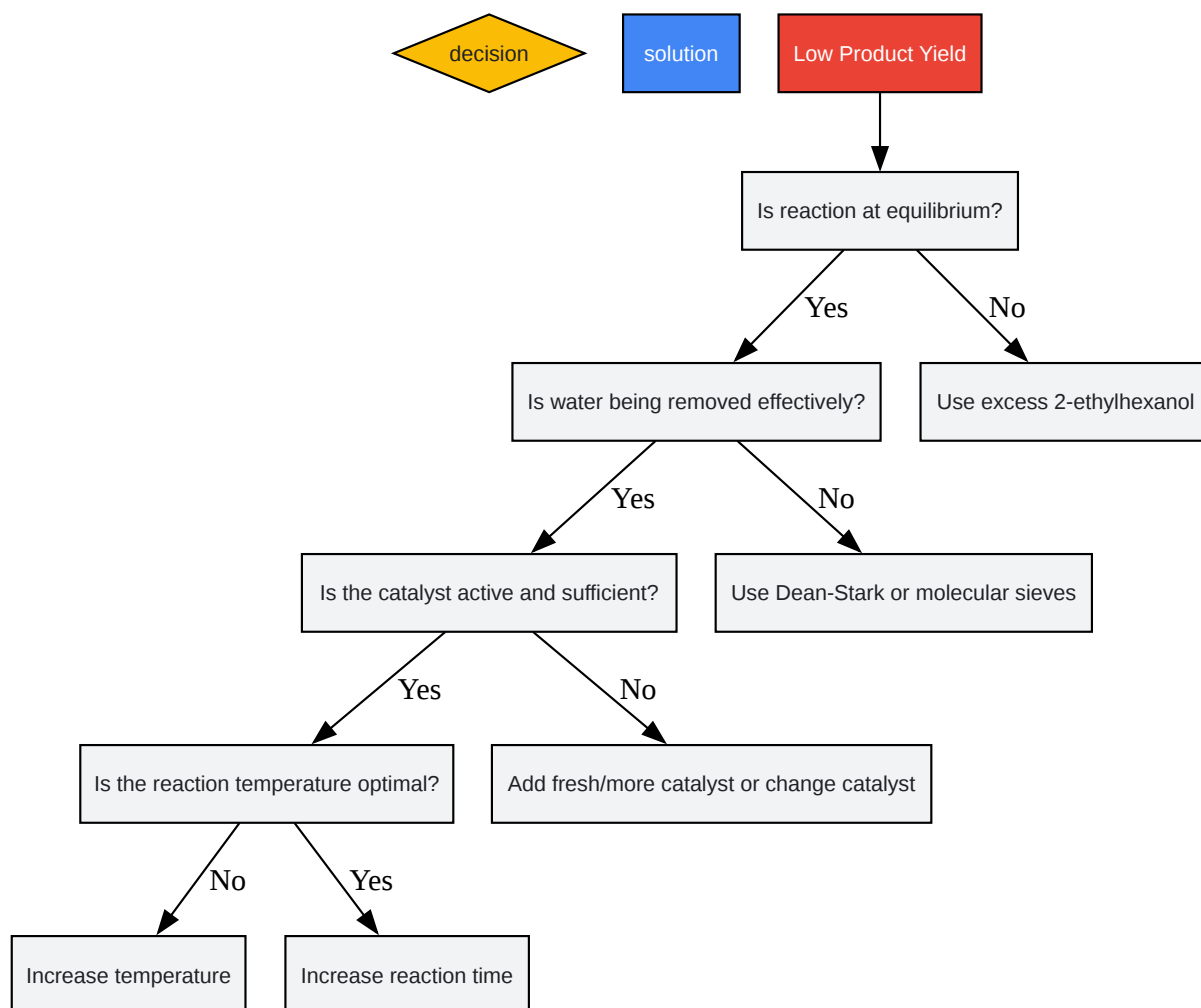 decision
solution
Low Product Yield
Is reaction at equilibrium?
Yes
No
Is water being removed effectively?
Use excess 2-ethylhexanol
Yes
No
Is the catalyst active and sufficient?
Use Dean-Stark or molecular sieves
Yes
No
Is the reaction temperature optimal?
Add fresh/more catalyst or change catalyst
No
Yes
Increase temperature
Increase reaction time